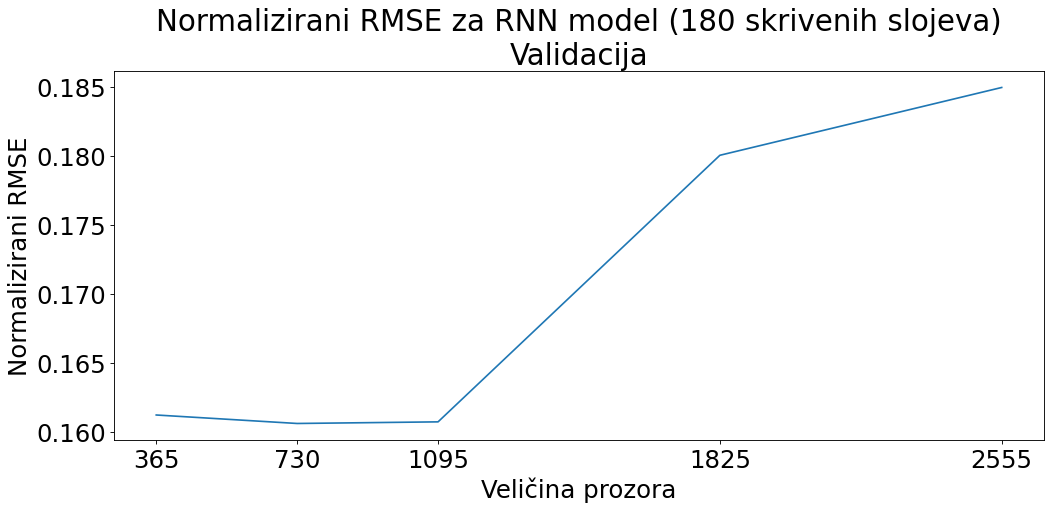 Normalizirani RMSE za RNN model (180 skrivenih slojeva)
Validacija
Normalizirani RMSE
0.185
0.180
0.175
0.170
0.165
0.160
365 730 1095 1825 2555
Veličina prozora